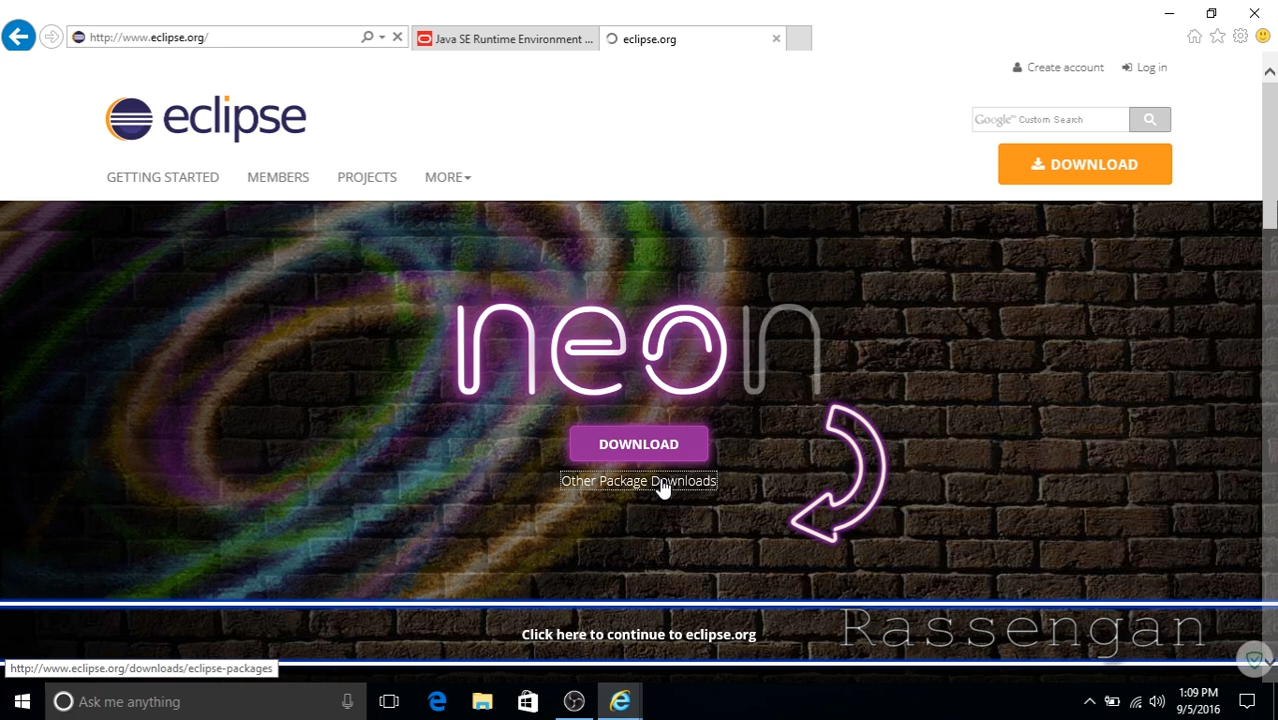 http://www.eclipse.org/
Java SE Runtime Environment ...
eclipse.org
Create account
Log in
eclipse
Google™ Custom Search
DOWNLOAD
GETTING STARTED
MEMBERS
PROJECTS
MORE
neon
DOWNLOAD
Other Package Downloads
Click here to continue to eclipse.org
Rassengan
http://www.eclipse.org/downloads/eclipse-packages
Ask me anything
1:09 PM
9/5/2016